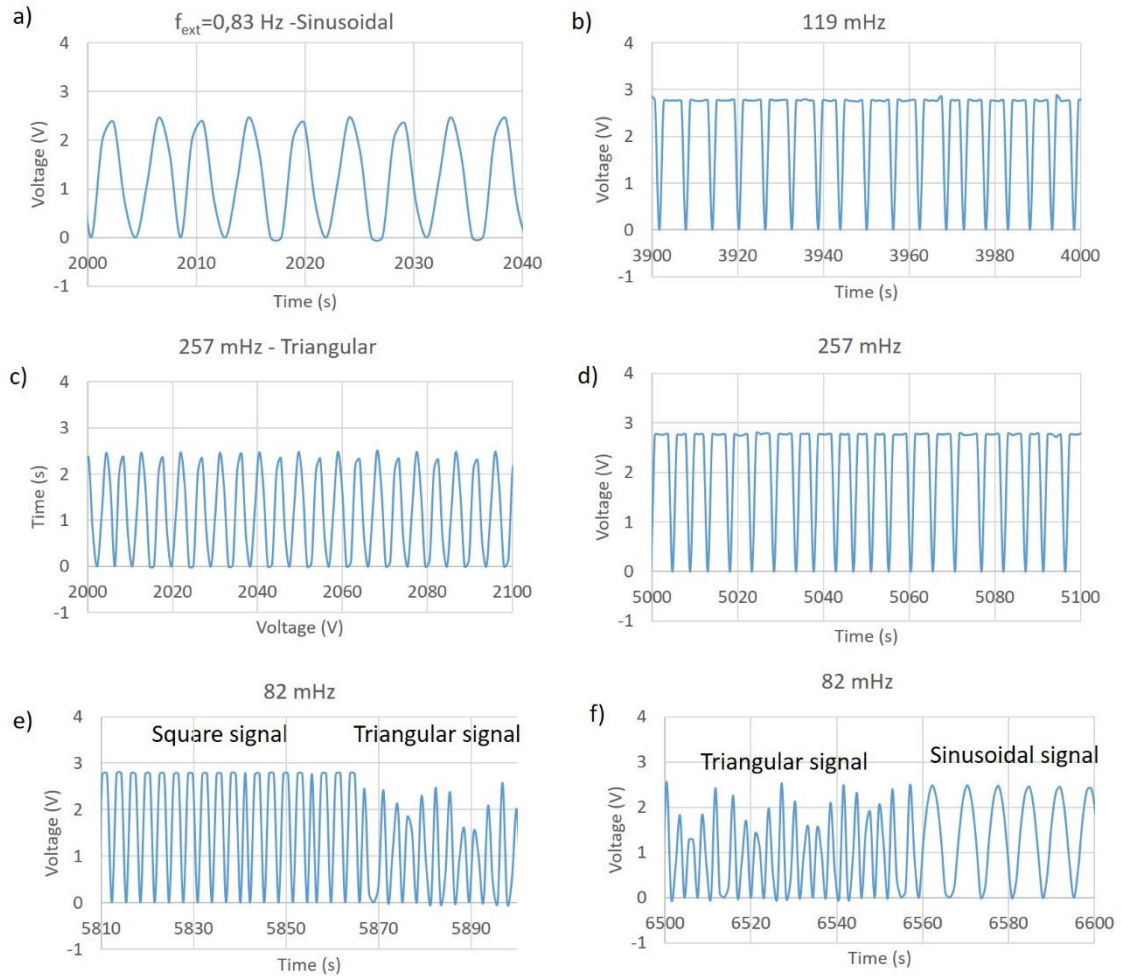 a)
f_ext=0,83 Hz -Sinusoidal
4
3
2
1
0
-1
Voltage (V)
2000 2010 2020 2030 2040
Time (s)
b)
119 mHz
4
3
2
1
0
-1
Voltage (V)
3900 3920 3940 3960 3980 4000
Time (s)
c)
257 mHz - Triangular
4
3
2
1
0
-1
Time (s)
2000 2020 2040 2060 2080 2100
Voltage (V)
d)
257 mHz
4
3
2
1
0
-1
Voltage (V)
5000 5020 5040 5060 5080 5100
Time (s)
e)
82 mHz
Square signal Triangular signal
4
3
2
1
0
-1
Voltage (V)
5810 5830 5850 5870 5890
Time (s)
f)
82 mHz
Triangular signal Sinusoidal signal
4
3
2
1
0
-1
Voltage (V)
6500 6520 6540 6560 6580 6600
Time (s)